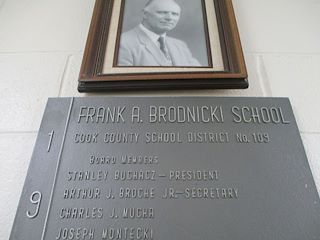 FRANK A. BRODNICKI SCHOOL
COOK COUNTY SCHOOL DISTRICT No. 109
BOARD MEMBERS
STANLEY BUGHACZ - PRESIDENT
ARTHUR J. BROCHE JR. - SECRETARY
CHARLES J. MUCHA
JOSEPH MONTECKI
1
9